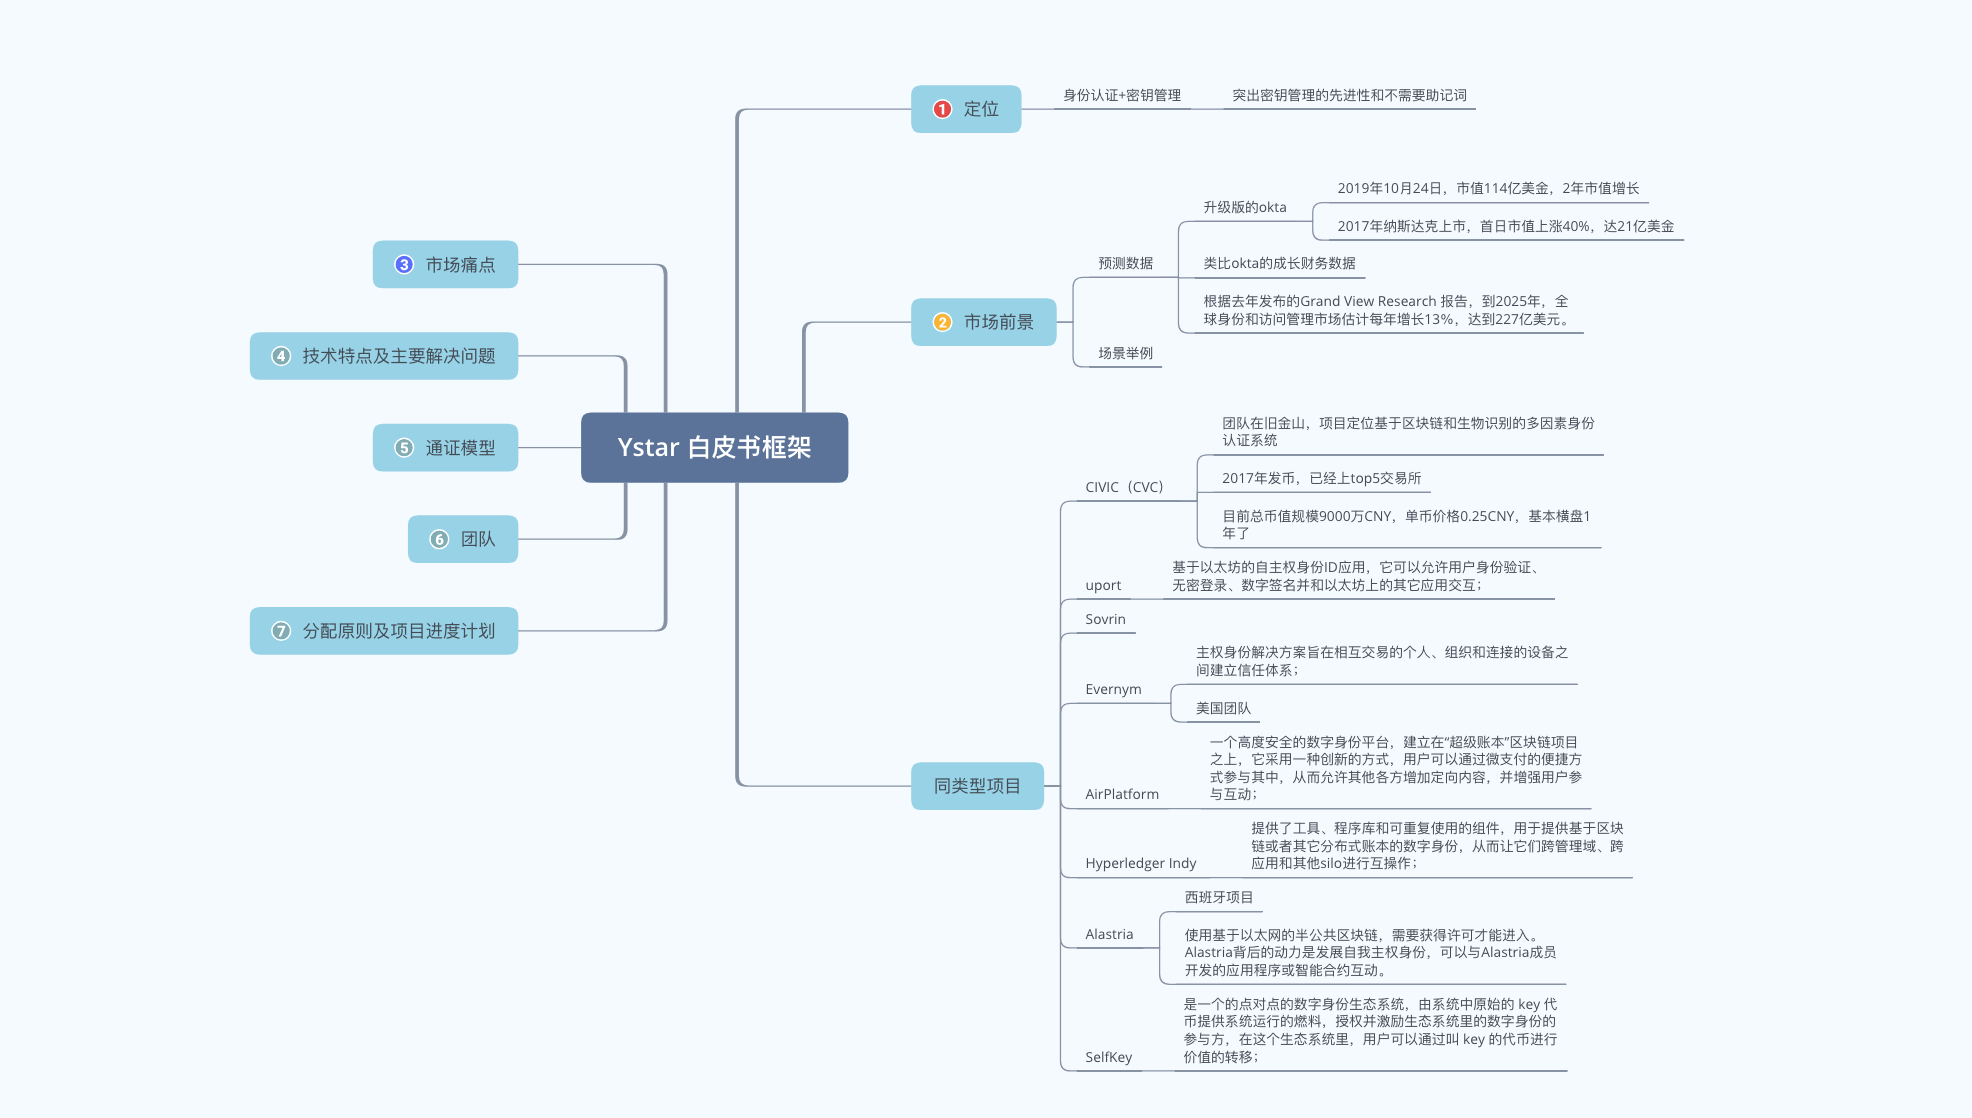 Ystar 白皮书框架
1 定位
身份认证+密钥管理
突出密钥管理的先进性和不需要助记词
2 市场前景
预测数据
升级版的okta
2019年10月24日，市值114亿美金，2年市值增长
2017年纳斯达克上市，首日市值上涨40%，达21亿美金
类比okta的成长财务数据
根据去年发布的Grand View Research 报告，到2025年，全
球身份和访问管理市场估计每年增长13%，达到227亿美元。
场景举例
3 市场痛点
4 技术特点及主要解决问题
5 通证模型
6 团队
7 分配原则及项目进度计划
同类型项目
CIVIC（CVC）
团队在旧金山，项目定位基于区块链和生物识别的多因素身份
认证系统
2017年发币，已经上top5交易所
目前总币值规模9000万CNY，单币价格0.25CNY，基本横盘1
年了
uport
基于以太坊的自主权身份ID应用，它可以允许用户身份验证、
无密登录、数字签名并和以太坊上的其它应用交互；
Sovrin
Evernym
主权身份解决方案旨在相互交易的个人、组织和连接的设备之
间建立信任体系；
美国团队
AirPlatform
一个高度安全的数字身份平台，建立在“超级账本”区块链项目
之上，它采用一种创新的方式，用户可以通过微支付的便捷方
式参与其中，从而允许其他各方增加定向内容，并增强用户参
与互动；
Hyperledger Indy
提供了工具、程序库和可重复使用的组件，用于提供基于区块
链或者其它分布式账本的数字身份，从而让它们跨管理域、跨
应用和其他silo进行互操作；
Alastria
西班牙项目
使用基于以太网的半公共区块链，需要获得许可才能进入。
Alastria背后的动力是发展自我主权身份，可以与Alastria成员
开发的应用程序或智能合约互动。
SelfKey
是一个的点对点的数字身份生态系统，由系统中原始的 key 代
币提供系统运行的燃料，授权并激励生态系统里的数字身份的
参与方，在这个生态系统里，用户可以通过叫 key 的代币进行
价值的转移；